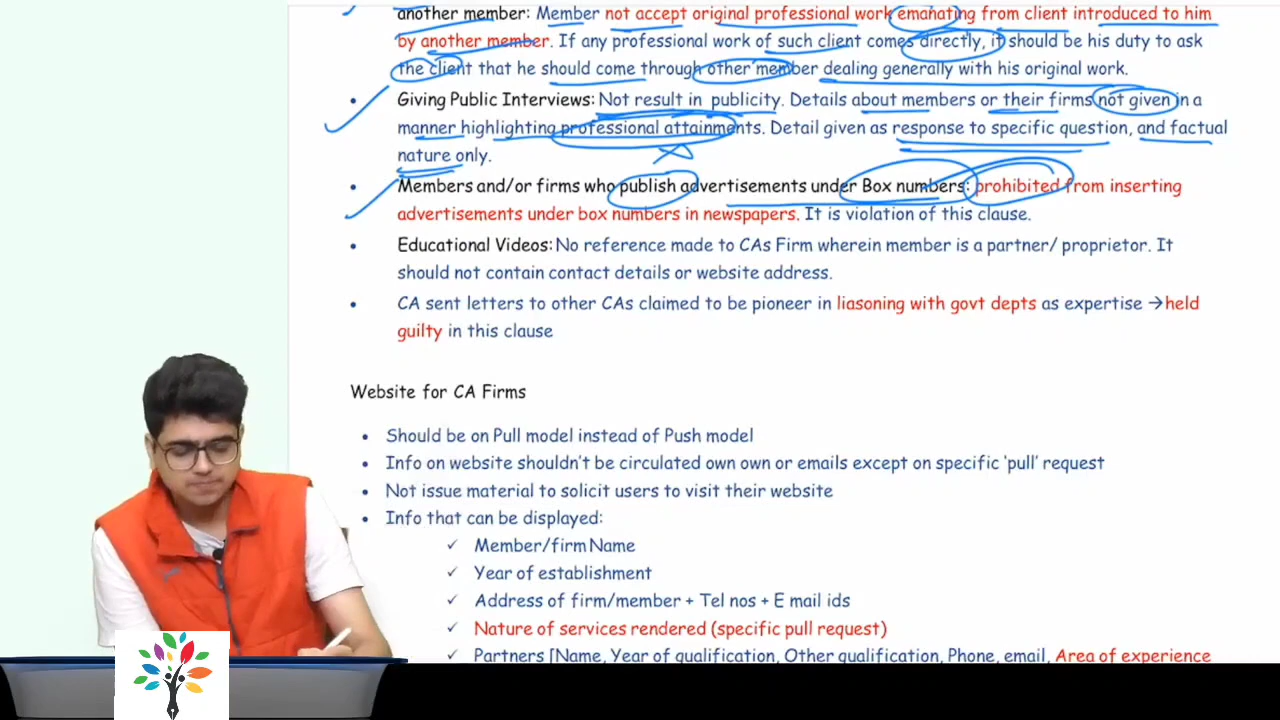 another member: Member not accept original professional work emanating from client introduced to him
by another member. If any professional work of such client comes directly, it should be his duty to ask
the client that he should come through other member dealing generally with his original work.
• Giving Public Interviews: Not result in publicity. Details about members or their firms not given in a
manner highlighting professional attainments. Detail given as response to specific question, and factual
nature only.
• Members and/or firms who publish advertisements under Box numbers: prohibited from inserting
advertisements under box numbers in newspapers. It is violation of this clause.
• Educational Videos: No reference made to CAs Firm wherein member is a partner/ proprietor. It
should not contain contact details or website address.
• CA sent letters to other CAs claimed to be pioneer in liasoning with govt depts as expertise →held
guilty in this clause
Website for CA Firms
• Should be on Pull model instead of Push model
• Info on website shouldn't be circulated own own or emails except on specific 'pull' request
• Not issue material to solicit users to visit their website
• Info that can be displayed:
✓ Member/firm Name
✓ Year of establishment
✓ Address of firm/member + Tel nos + E mail ids
✓ Nature of services rendered (specific pull request)
✓ Partners [Name, Year of qualification, Other qualification, Phone, email, Area of experience